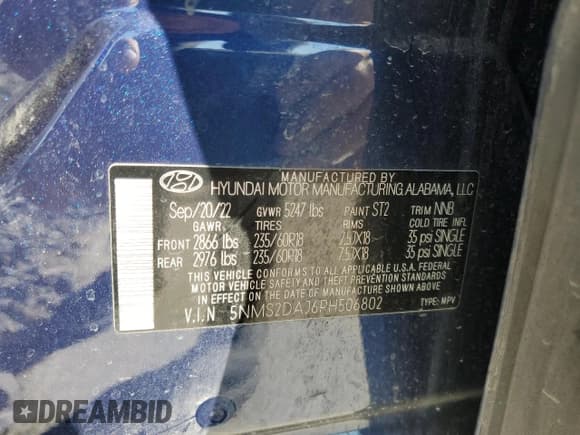 MANUFACTURED BY
HYUNDAI MOTOR MANUFACTURING ALABAMA, LLC
Sep/20/22 GVWR 5247 lbs PAINT ST2 TRIM NNB
GAWR TIRES RIMS COLD TIRE INFL.
FRONT 2866 lbs 235/60R18 7.5JX18 35 psi SINGLE
REAR 2976 lbs 235/60R18 7.5JX18 35 psi SINGLE
THIS VEHICLE CONFORMS TO ALL APPLICABLE U.S.A. FEDERAL
MOTOR VEHICLE SAFETY AND THEFT PREVENTION STANDARDS
IN EFFECT ON THE DATE OF MANUFACTURE SHOWN ABOVE.
V.I.N 5NMS2DAJ6PH506802 TYPE: MPV
DREAMBID